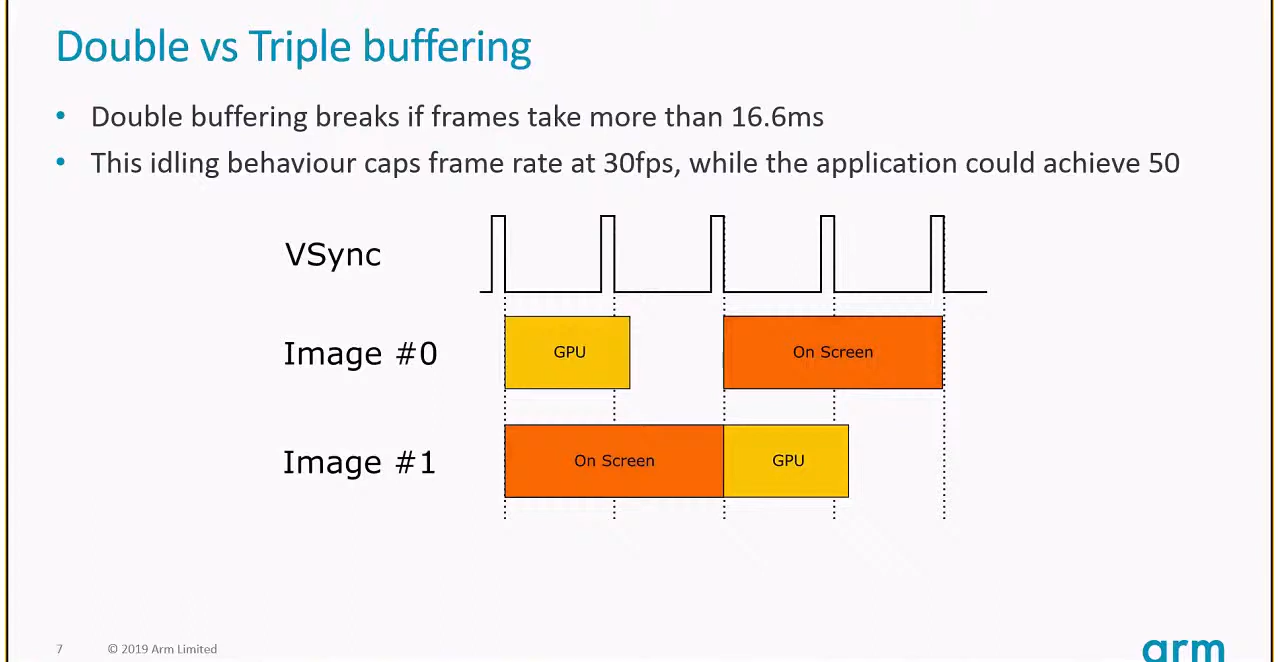 Double vs Triple buffering
• Double buffering breaks if frames take more than 16.6ms
• This idling behaviour caps frame rate at 30fps, while the application could achieve 50
VSync
Image #0
GPU
On Screen
Image #1
On Screen
GPU
7
© 2019 Arm Limited
arm